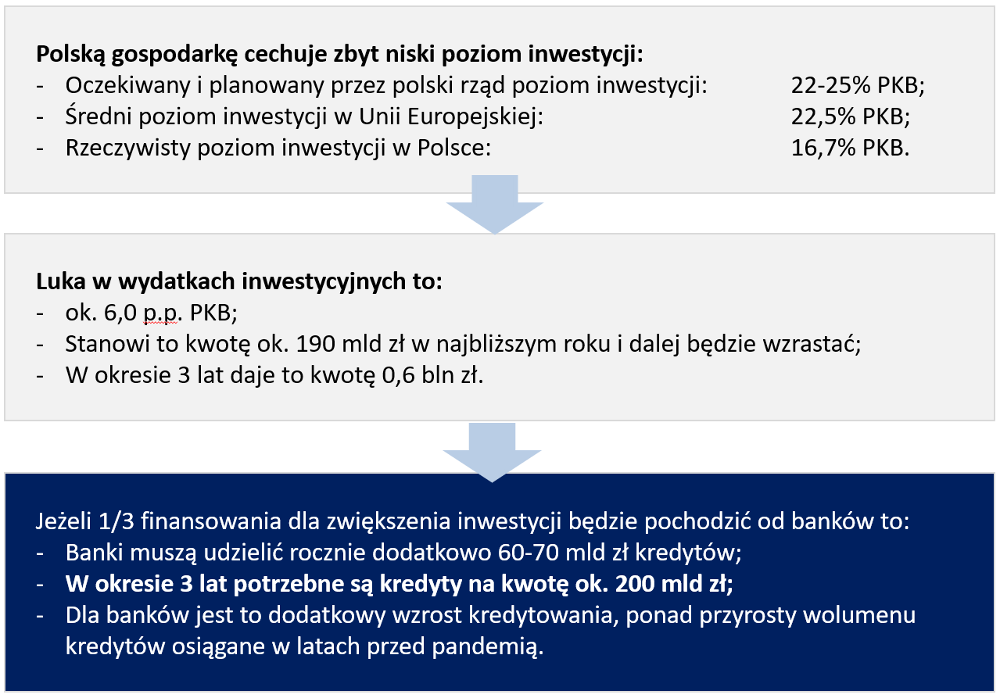 Polską gospodarkę cechuje zbyt niski poziom inwestycji:
- Oczekiwany i planowany przez polski rząd poziom inwestycji: 22-25% PKB;
- Średni poziom inwestycji w Unii Europejskiej: 22,5% PKB;
- Rzeczywisty poziom inwestycji w Polsce: 16,7% PKB.
Luka w wydatkach inwestycyjnych to:
- ok. 6,0 p.p. PKB;
- Stanowi to kwotę ok. 190 mld zł w najbliższym roku i dalej będzie wzrastać;
- W okresie 3 lat daje to kwotę 0,6 bln zł.
Jeżeli 1/3 finansowania dla zwiększenia inwestycji będzie pochodzić od banków to:
- Banki muszą udzielić rocznie dodatkowo 60-70 mld zł kredytów;
- W okresie 3 lat potrzebne są kredyty na kwotę ok. 200 mld zł;
- Dla banków jest to dodatkowy wzrost kredytowania, ponad przyrosty wolumenu
kredytów osiągane w latach przed pandemią.